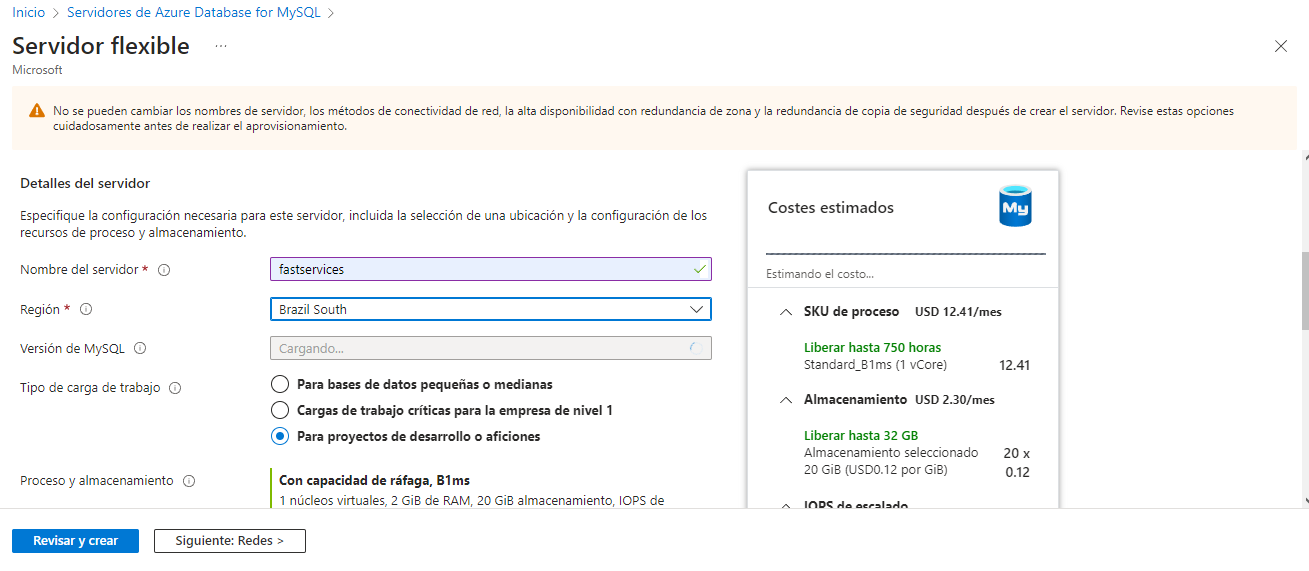 Inicio > Servidores de Azure Database for MySQL >
Servidor flexible ...
Microsoft
No se pueden cambiar los nombres de servidor, los métodos de conectividad de red, la alta disponibilidad con redundancia de zona y la redundancia de copia de seguridad después de crear el servidor. Revise estas opciones
cuidadosamente antes de realizar el aprovisionamiento.
Detalles del servidor
Especifique la configuración necesaria para este servidor, incluida la selección de una ubicación y la configuración de los
recursos de proceso y almacenamiento.
Nombre del servidor *
fastservices
Región *
Brazil South
Versión de MySQL
Cargando...
Tipo de carga de trabajo
Para bases de datos pequeñas o medianas
Cargas de trabajo críticas para la empresa de nivel 1
Para proyectos de desarrollo o aficiones
Proceso y almacenamiento
Con capacidad de ráfaga, B1ms
1 núcleos virtuales, 2 GiB de RAM, 20 GiB almacenamiento, IOPS de
Costes estimados
My
Estimando el costo...
SKU de proceso USD 12.41/mes
Liberar hasta 750 horas
Standard_B1ms (1 vCore) 12.41
Almacenamiento USD 2.30/mes
Liberar hasta 32 GB
Almacenamiento seleccionado 20 x
20 GiB (USD0.12 por GiB) 0.12
IOPS de escalado
Revisar y crear
Siguiente: Redes >